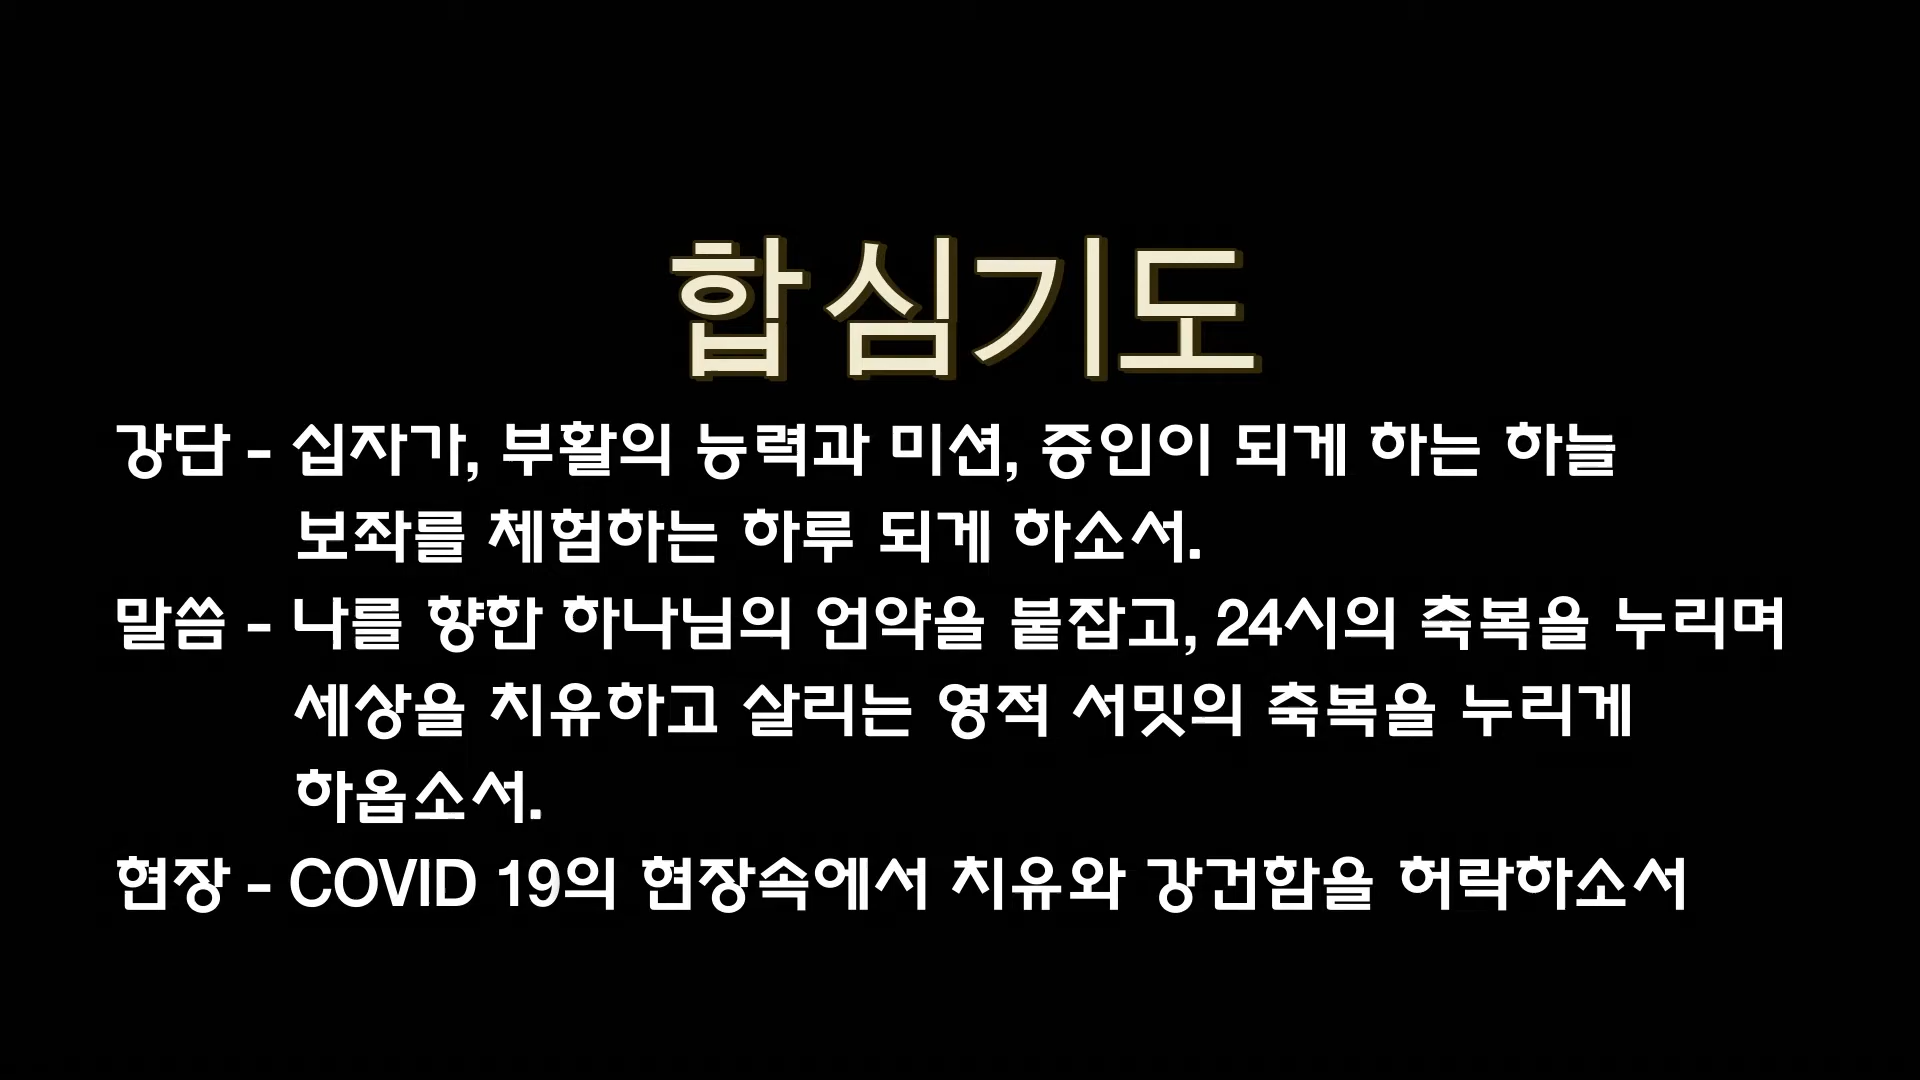 합심기도
강단 - 십자가, 부활의 능력과 미션, 증인이 되게 하는 하늘
보좌를 체험하는 하루 되게 하소서.
말씀 - 나를 향한 하나님의 언약을 붙잡고, 24시의 축복을 누리며
세상을 치유하고 살리는 영적 서밋의 축복을 누리게
하옵소서.
현장 - COVID 19의 현장속에서 치유와 강건함을 허락하소서